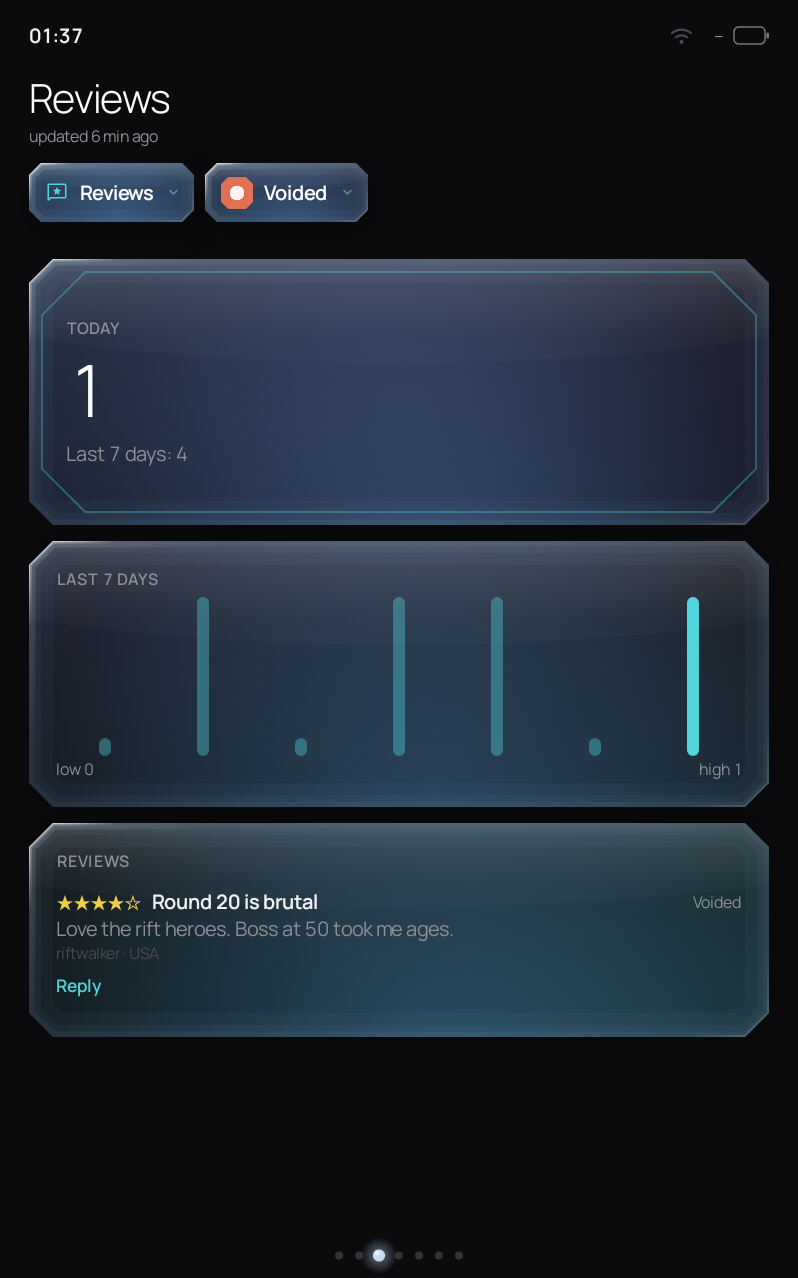 01:37
–
Reviews
updated 6 min ago
Reviews
Voided
TODAY
1
Last 7 days: 4
LAST 7 DAYS
low 0
high 1
REVIEWS
★★★★☆ Round 20 is brutal
Voided
Love the rift heroes. Boss at 50 took me ages.
riftwalker · USA
Reply